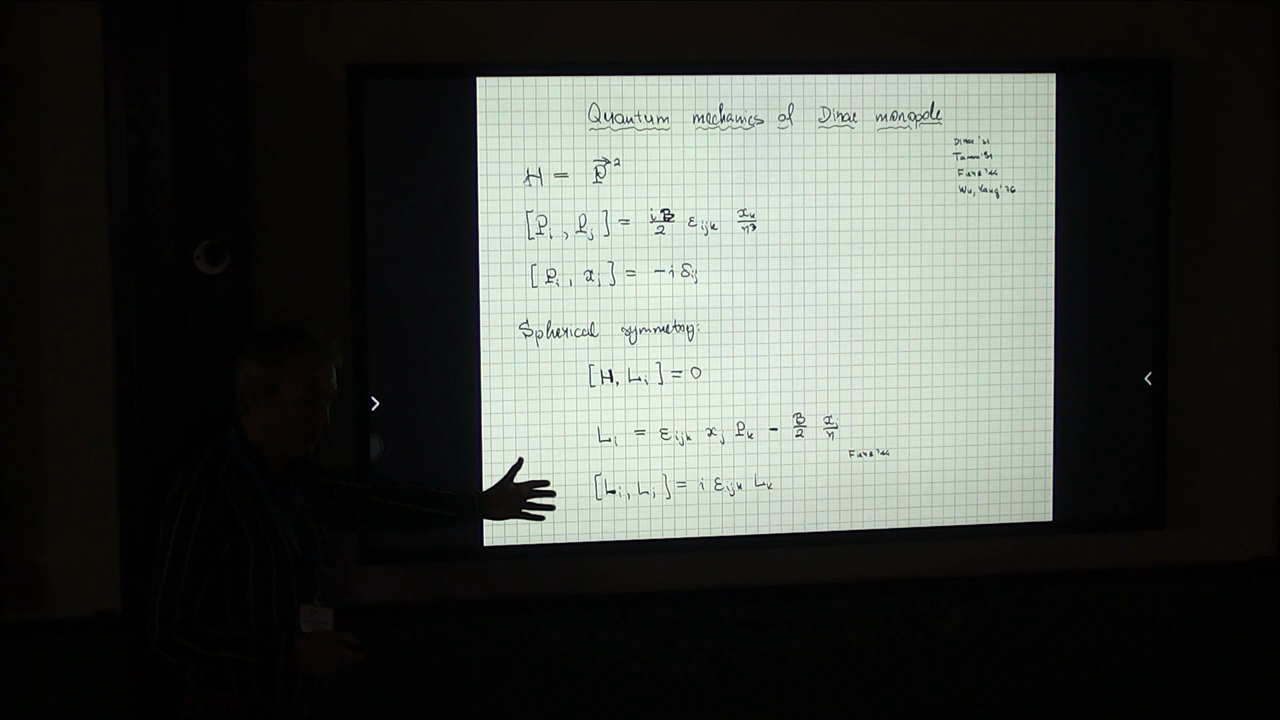 Quantum mechanics of Dirac monopole
Dirac '31
Tamm '31
Fierz '44
Wu, Yang '76
H = P⃗²
[Pᵢ, Pⱼ] = iB/2 εᵢⱼₖ xₖ/r³
[Pᵢ, xⱼ] = -i δᵢⱼ
Spherical symmetry:
[H, Lᵢ] = 0
Lᵢ = εᵢⱼₖ xⱼ Pₖ - B/2 xᵢ/r
Fierz '44
[Lᵢ, Lⱼ] = i εᵢⱼₖ Lₖ